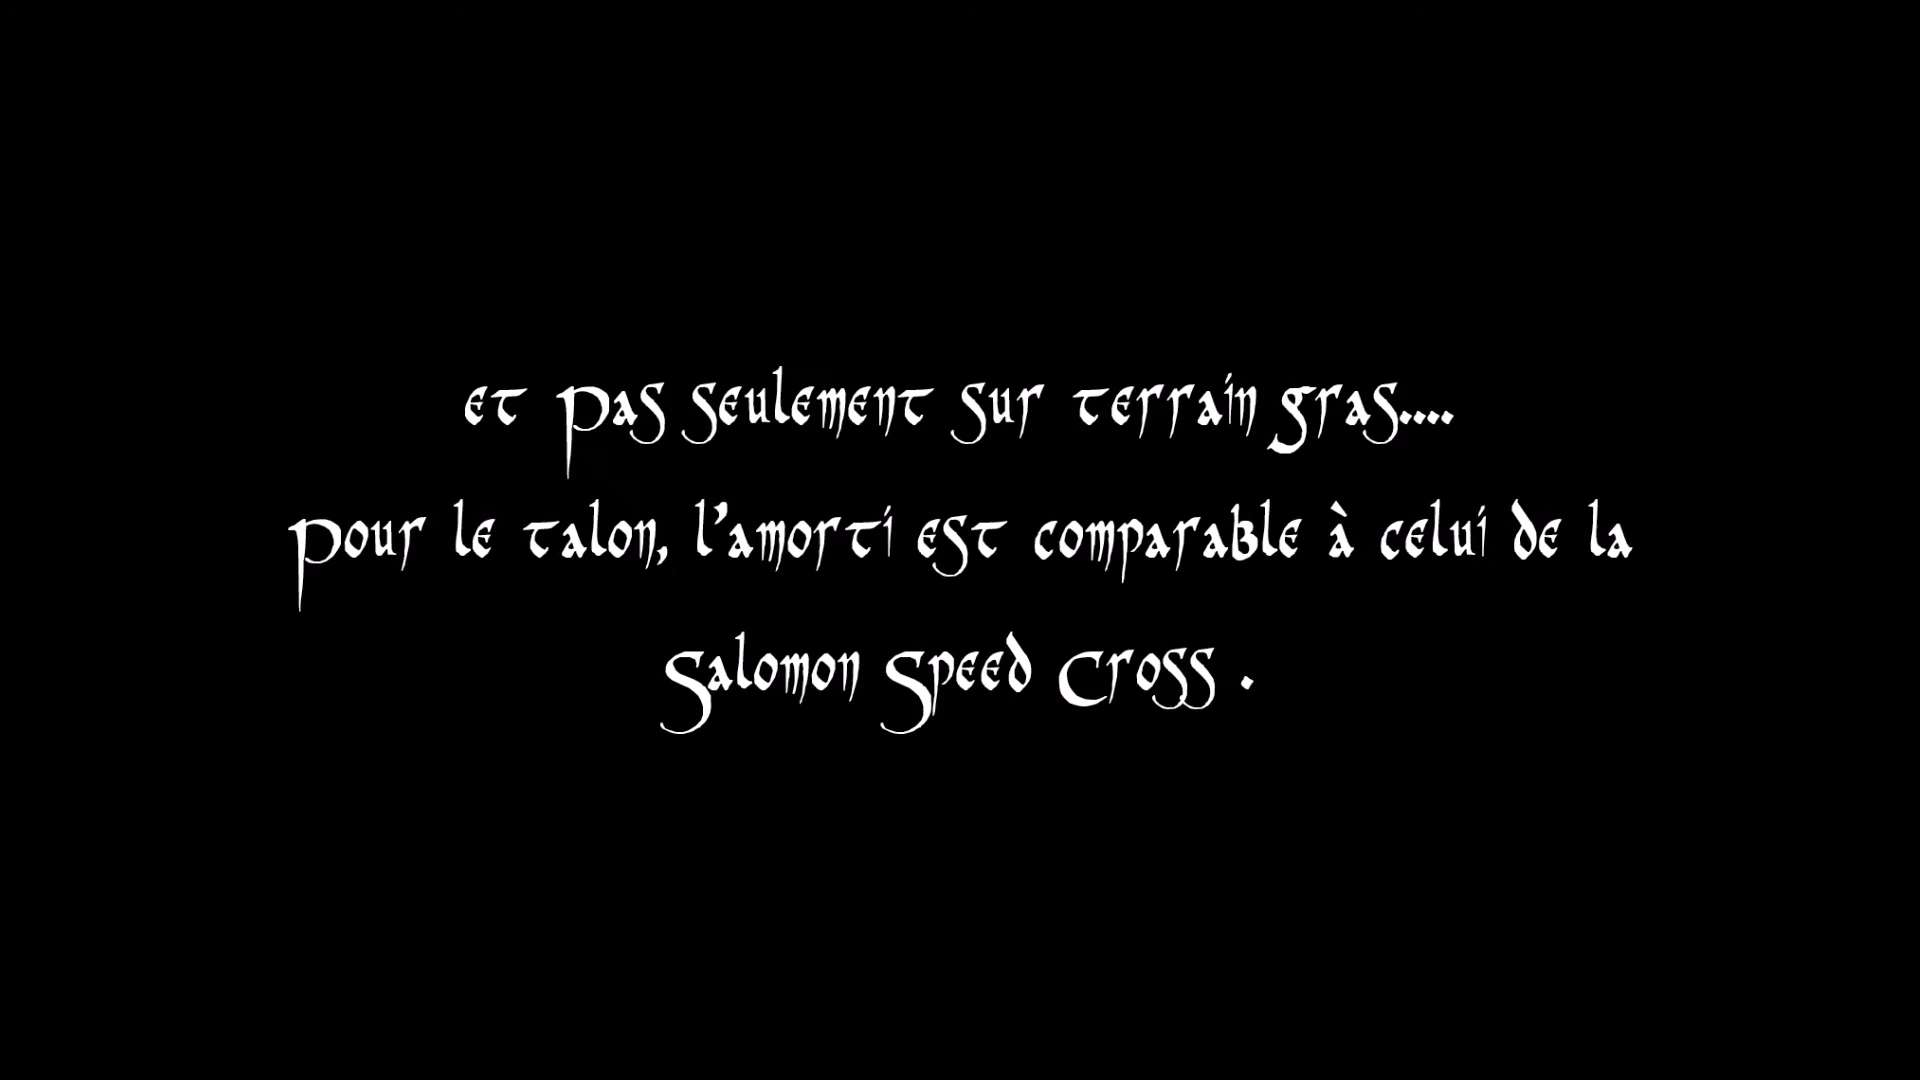 et pas seulement sur terrain gras....
pour le talon, l'amorti est comparable à celui de la
Salomon Speed Cross .